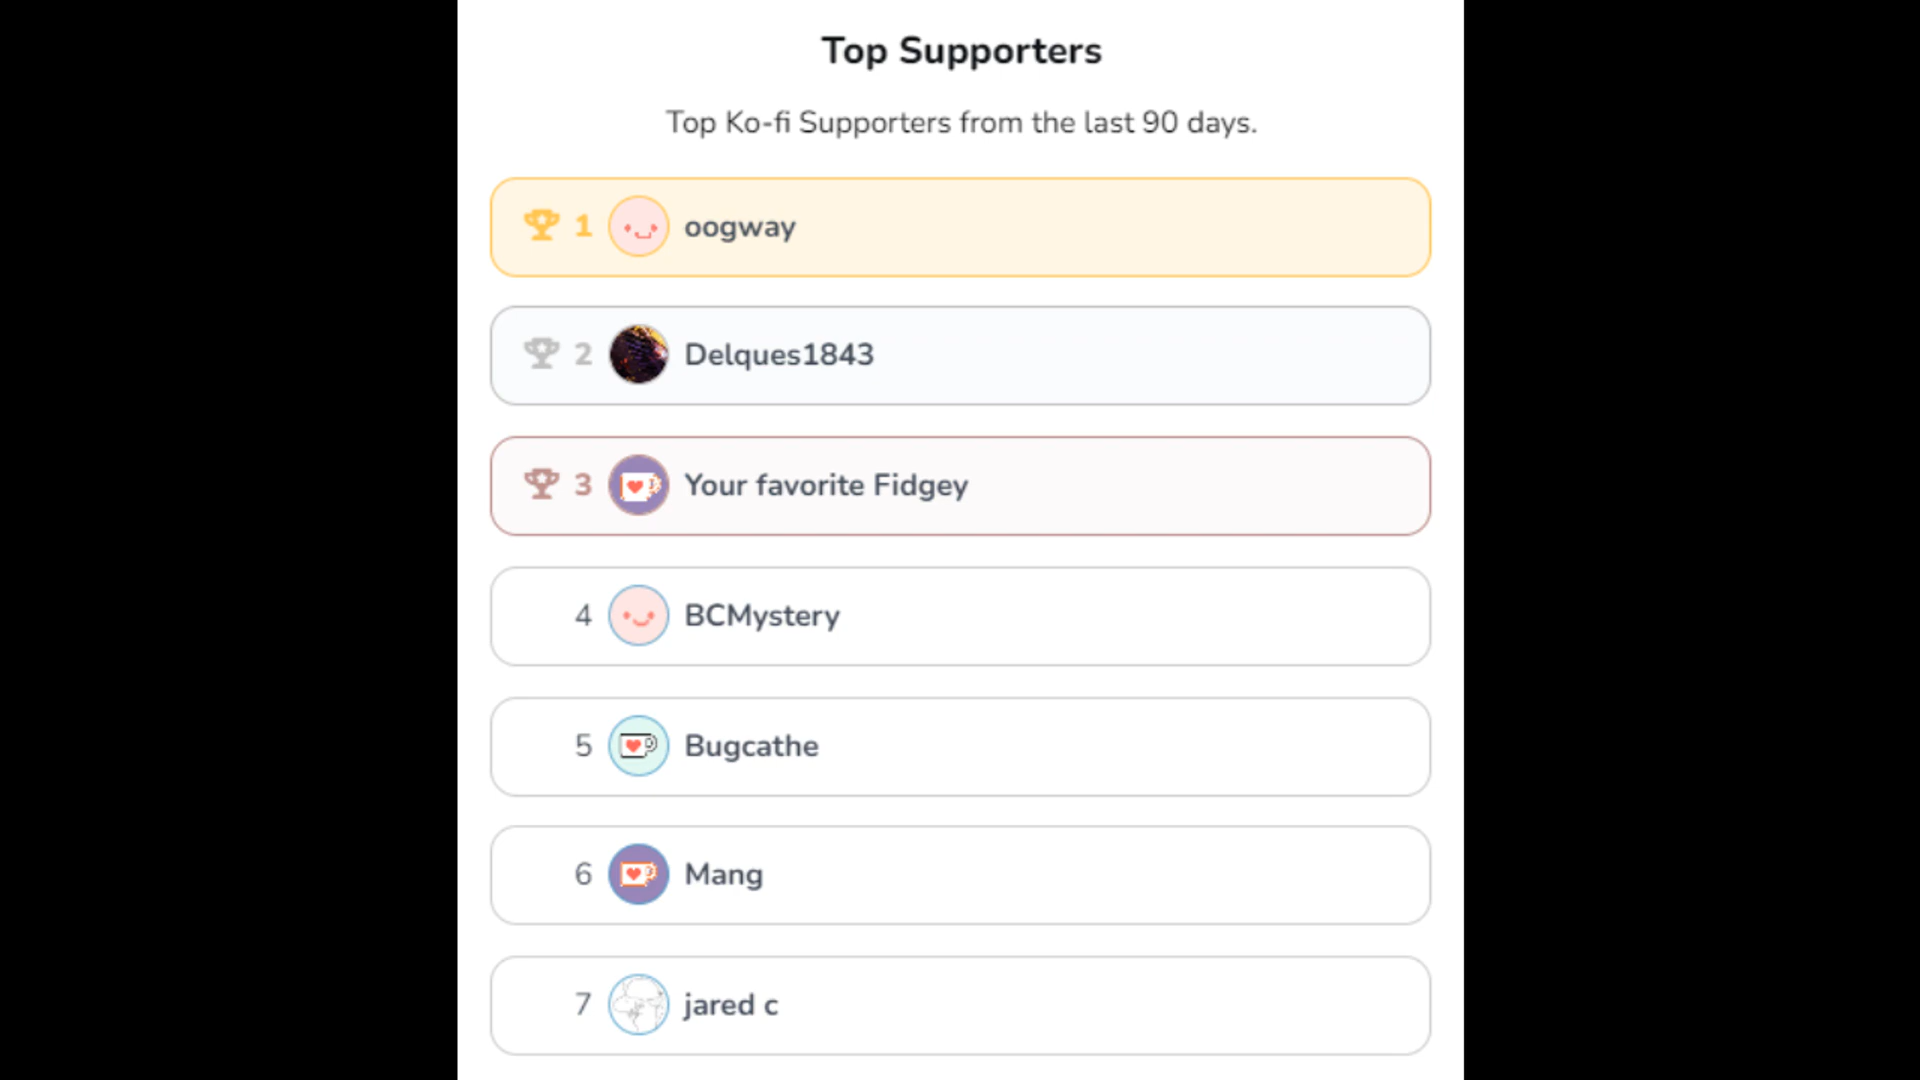 Top Supporters
Top Ko-fi Supporters from the last 90 days.
1 oogway
2 Delques1843
3 Your favorite Fidgey
4 BCMystery
5 Bugcathe
6 Mang
7 jared c